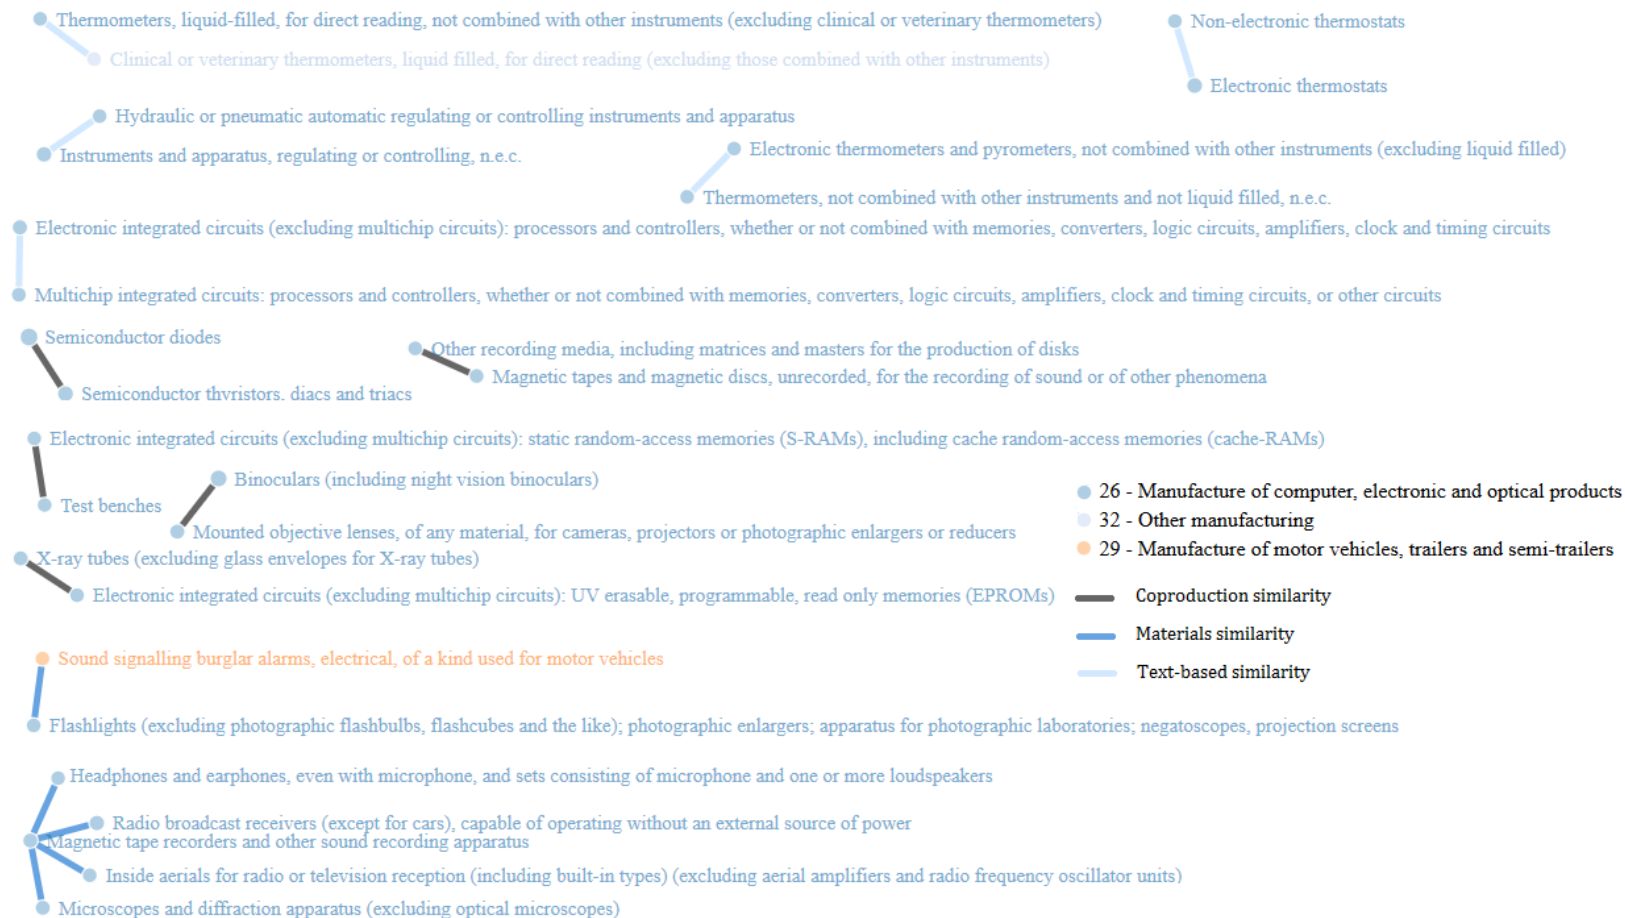 Thermometers, liquid-filled, for direct reading, not combined with other instruments (excluding clinical or veterinary thermometers)
Non-electronic thermostats
Clinical or veterinary thermometers, liquid filled, for direct reading (excluding those combined with other instruments)
Electronic thermostats
Hydraulic or pneumatic automatic regulating or controlling instruments and apparatus
Instruments and apparatus, regulating or controlling, n.e.c.
Electronic thermometers and pyrometers, not combined with other instruments (excluding liquid filled)
Thermometers, not combined with other instruments and not liquid filled, n.e.c.
Electronic integrated circuits (excluding multichip circuits): processors and controllers, whether or not combined with memories, converters, logic circuits, amplifiers, clock and timing circuits
Multichip integrated circuits: processors and controllers, whether or not combined with memories, converters, logic circuits, amplifiers, clock and timing circuits, or other circuits
Semiconductor diodes
Other recording media, including matrices and masters for the production of disks
Magnetic tapes and magnetic discs, unrecorded, for the recording of sound or of other phenomena
Semiconductor thyristors, diacs and triacs
Electronic integrated circuits (excluding multichip circuits): static random-access memories (S-RAMs), including cache random-access memories (cache-RAMs)
Binoculars (including night vision binoculars)
Test benches
Mounted objective lenses, of any material, for cameras, projectors or photographic enlargers or reducers
X-ray tubes (excluding glass envelopes for X-ray tubes)
Electronic integrated circuits (excluding multichip circuits): UV erasable, programmable, read only memories (EPROMs)
26 - Manufacture of computer, electronic and optical products
32 - Other manufacturing
29 - Manufacture of motor vehicles, trailers and semi-trailers
Coproduction similarity
Materials similarity
Text-based similarity
Sound signalling burglar alarms, electrical, of a kind used for motor vehicles
Flashlights (excluding photographic flashbulbs, flashcubes and the like); photographic enlargers; apparatus for photographic laboratories; negatoscopes, projection screens
Headphones and earphones, even with microphone, and sets consisting of microphone and one or more loudspeakers
Radio broadcast receivers (except for cars), capable of operating without an external source of power
Magnetic tape recorders and other sound recording apparatus
Inside aerials for radio or television reception (including built-in types) (excluding aerial amplifiers and radio frequency oscillator units)
Microscopes and diffraction apparatus (excluding optical microscopes)